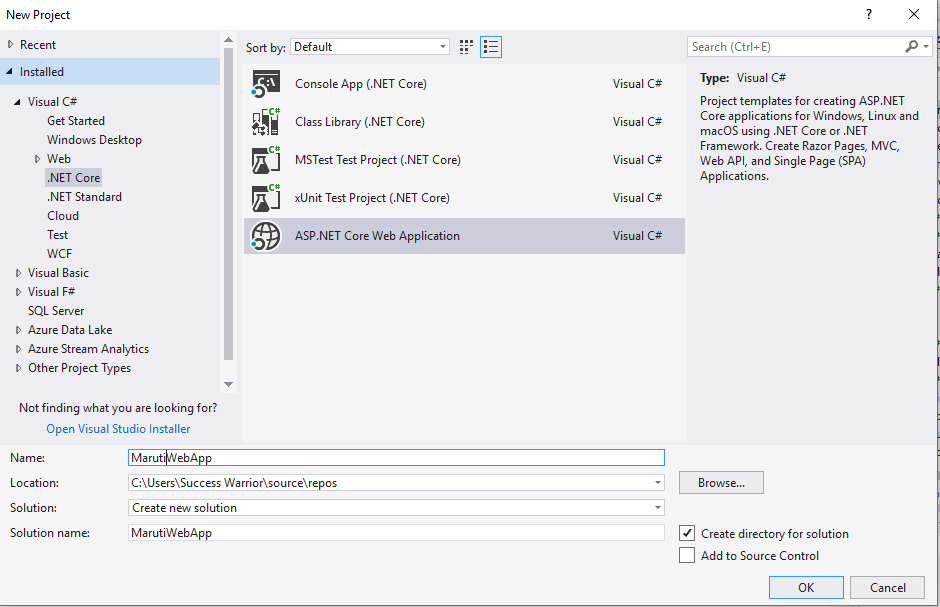 New Project
?
Recent
Installed
Visual C#
Get Started
Windows Desktop
Web
.NET Core
.NET Standard
Cloud
Test
WCF
Visual Basic
Visual F#
SQL Server
Azure Data Lake
Azure Stream Analytics
Other Project Types
Not finding what you are looking for?
Open Visual Studio Installer
Sort by: Default
Console App (.NET Core) Visual C#
Class Library (.NET Core) Visual C#
MSTest Test Project (.NET Core) Visual C#
xUnit Test Project (.NET Core) Visual C#
ASP.NET Core Web Application Visual C#
Search (Ctrl+E)
Type: Visual C#
Project templates for creating ASP.NET
Core applications for Windows, Linux and
macOS using .NET Core or .NET
Framework. Create Razor Pages, MVC,
Web API, and Single Page (SPA)
Applications.
Name: MarutiWebApp
Location: C:\Users\Success Warrior\source\repos Browse...
Solution: Create new solution
Solution name: MarutiWebApp
Create directory for solution
Add to Source Control
OK Cancel